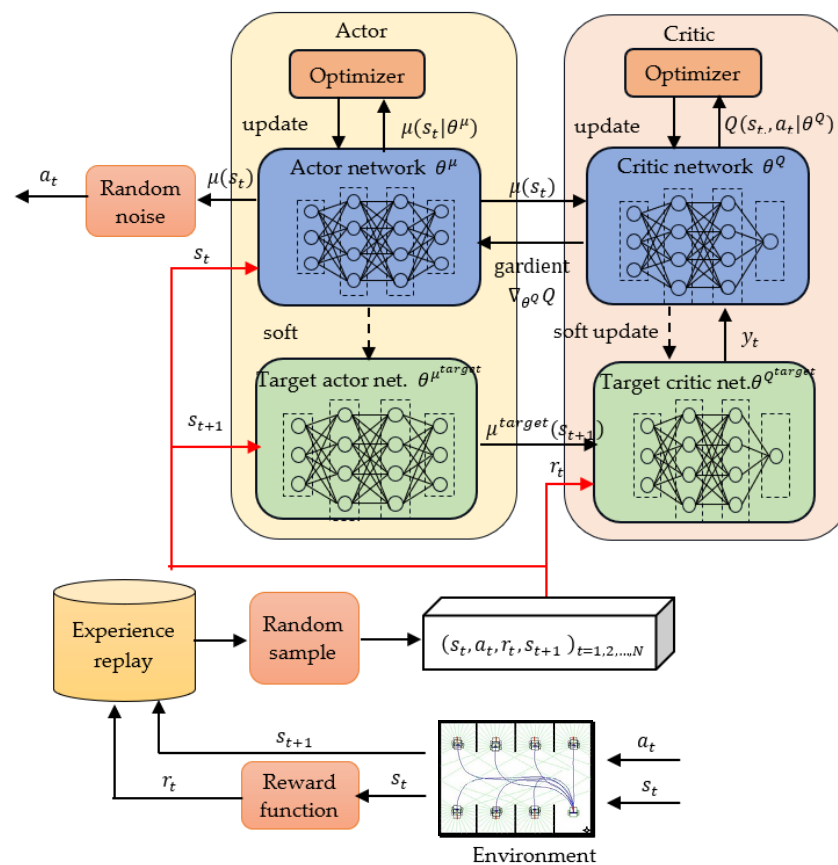 Actor
Critic
Optimizer
Optimizer
update
μ(s_t|θ^μ)
update
Q(s_t., a_t|θ^Q)
Actor network θ^μ
Critic network θ^Q
a_t
Random
noise
μ(s_t)
μ(s_t)
s_t
gardient
∇_{θ^Q} Q
soft
soft update
y_t
Target actor net. θ^{μ^{target}}
Target critic net.θ^{Q^{target}}
s_{t+1}
μ^{target}(s_{t+1})
r_t
Experience
replay
Random
sample
(s_t, a_t, r_t, s_{t+1} )_{t=1,2,…,N}
s_{t+1}
a_t
r_t
Reward
function
s_t
s_t
Environment